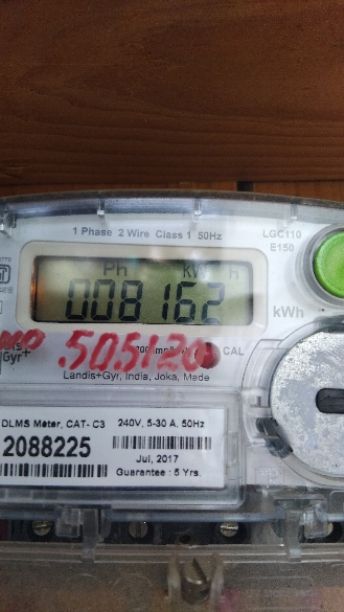 1 Phase 2 Wire Class 1 50Hz
LGC110
E150
Ph kW h
008162
kWh
505120
CAL
Gyr+
Landis+Gyr, India, Joka, Made
DLMS Meter, CAT- C3 240V, 5-30 A, 50Hz
2088225
Jul, 2017
Guarantee : 5 Yrs.